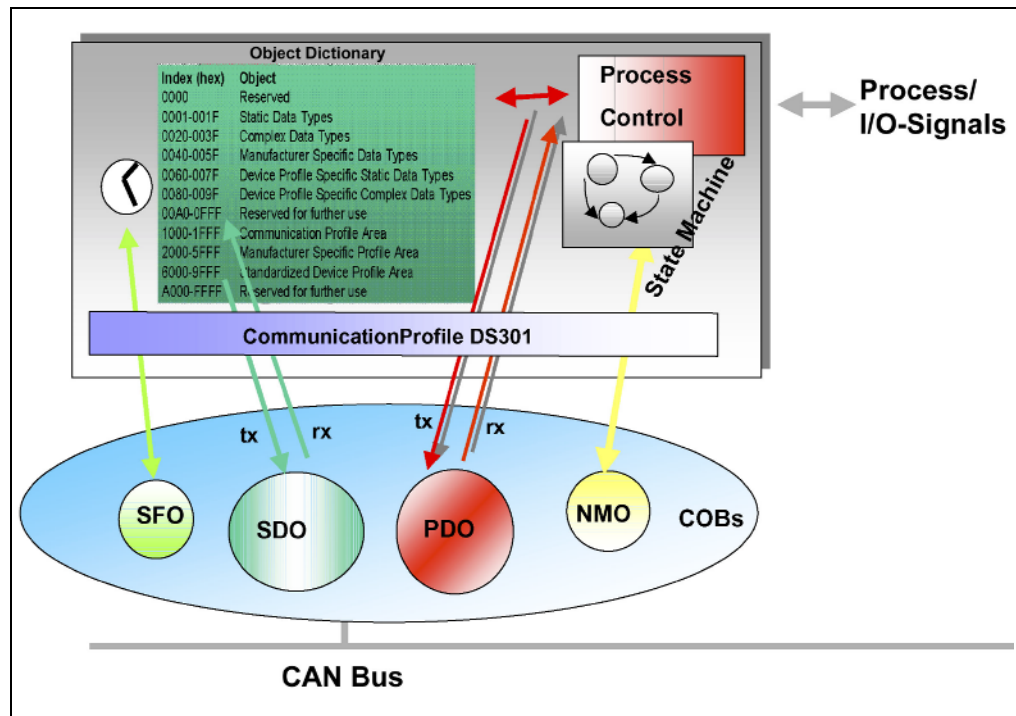 Object Dictionary
Index (hex) Object
0000 Reserved
0001-001F Static Data Types
0020-003F Complex Data Types
0040-005F Manufacturer Specific Data Types
0060-007F Device Profile Specific Static Data Types
0080-009F Device Profile Specific Complex Data Types
00A0-0FFF Reserved for further use
1000-1FFF Communication Profile Area
2000-5FFF Manufacturer Specific Profile Area
6000-9FFF Standardized Device Profile Area
A000-FFFF Reserved for further use
Process
Control
State Machine
Process/
I/O-Signals
CommunicationProfile DS301
tx
rx
tx
rx
SFO
SDO
PDO
NMO
COBs
CAN Bus